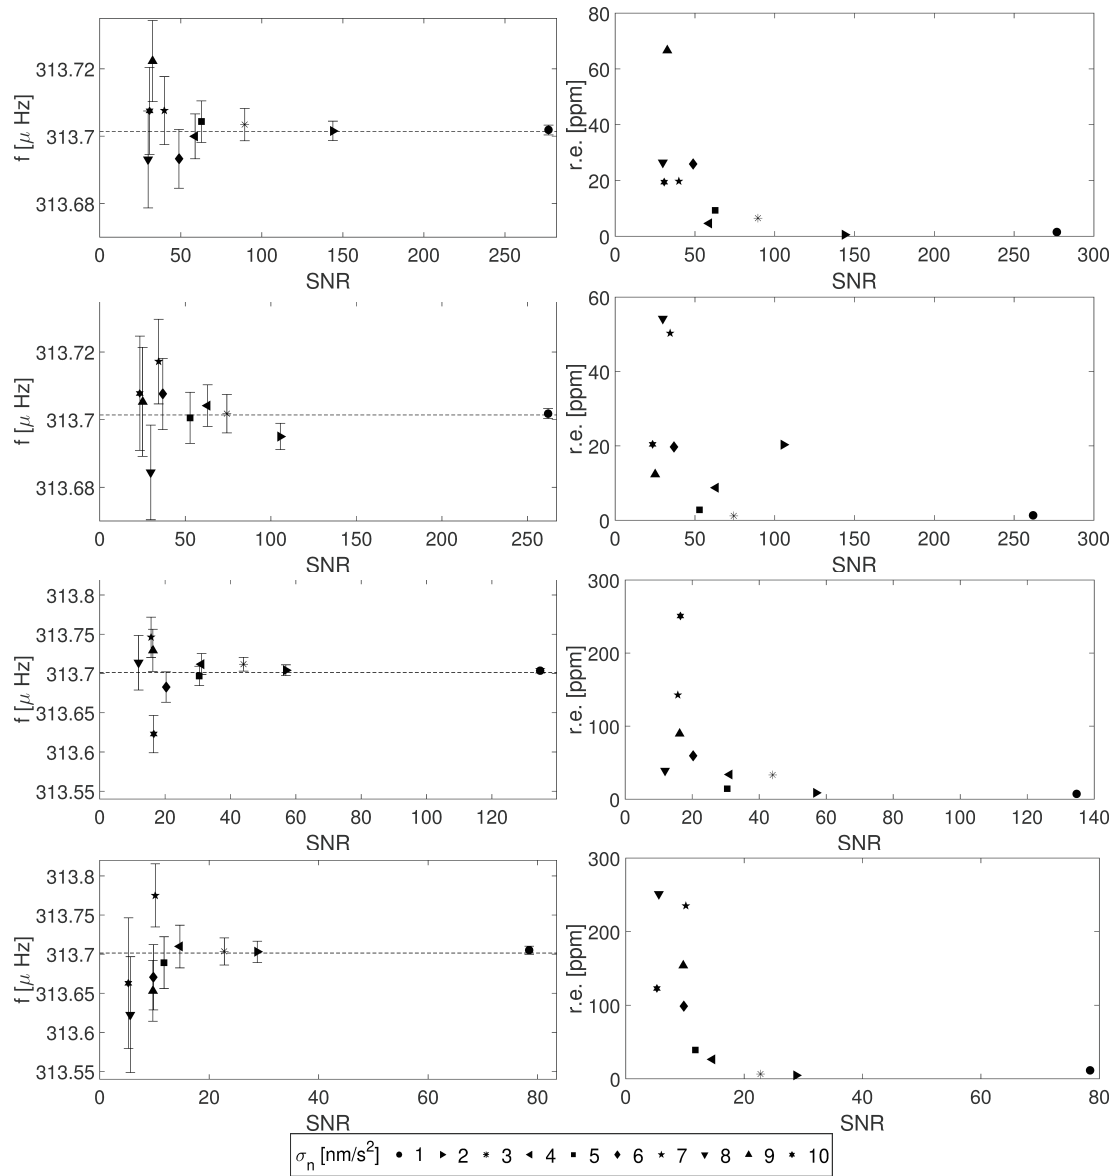 f [μ Hz]
313.72
313.7
313.68
0 50 100 150 200 250
SNR
r.e. [ppm]
80
60
40
20
0
0 50 100 150 200 250 300
SNR
f [μ Hz]
313.72
313.7
313.68
0 50 100 150 200 250
SNR
r.e. [ppm]
60
40
20
0
0 50 100 150 200 250 300
SNR
f [μ Hz]
313.8
313.75
313.7
313.65
313.6
313.55
0 20 40 60 80 100 120
SNR
r.e. [ppm]
300
200
100
0
0 20 40 60 80 100 120 140
SNR
f [μ Hz]
313.8
313.75
313.7
313.65
313.6
313.55
0 20 40 60 80
SNR
r.e. [ppm]
300
200
100
0
0 20 40 60 80
SNR
σn [nm/s²] 1 2 3 4 5 6 7 8 9 10